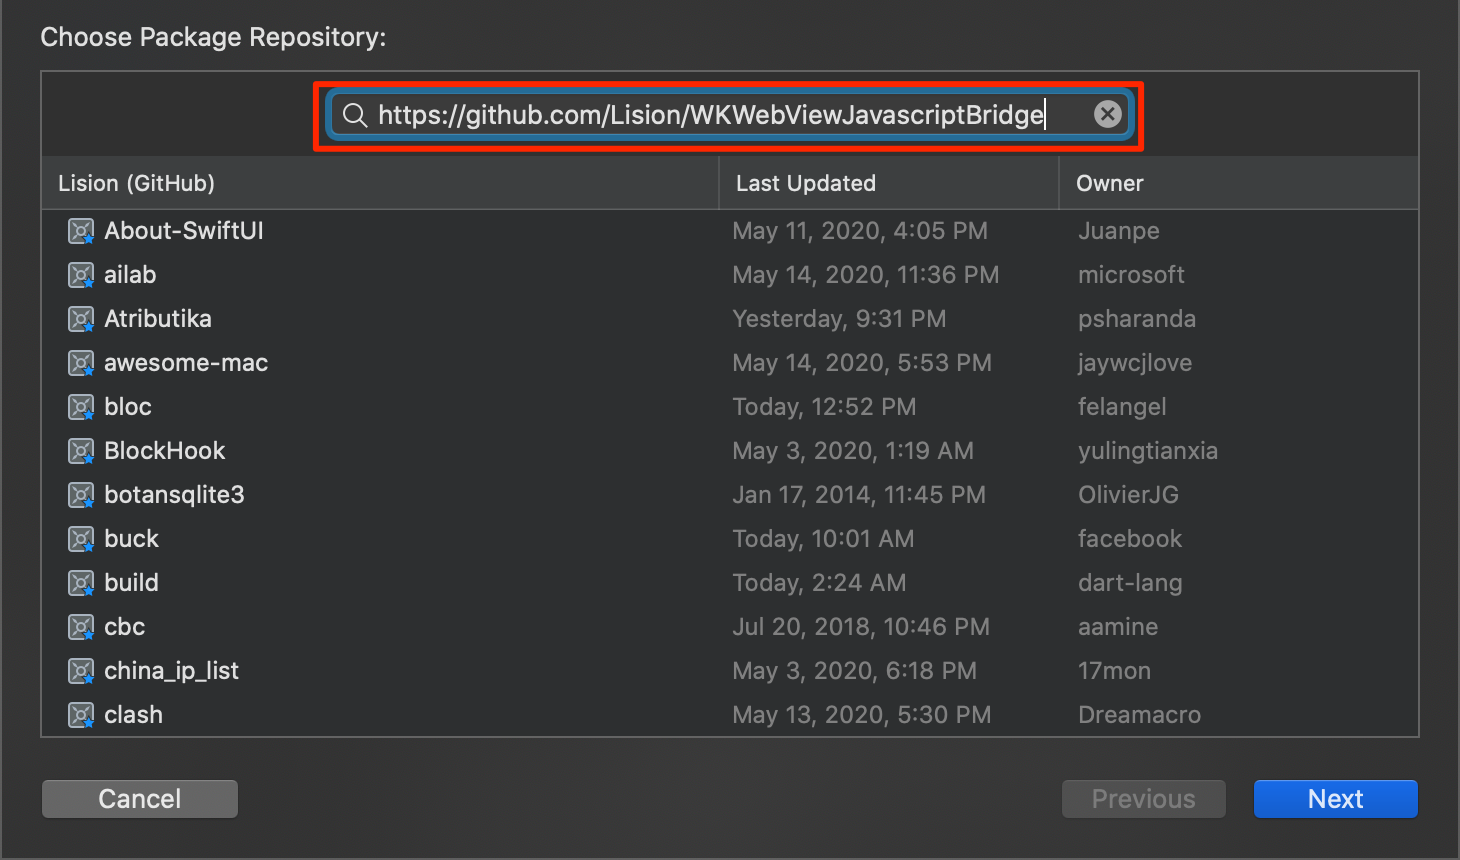 Choose Package Repository:
https://github.com/Lision/WKWebViewJavascriptBridge
Lision (GitHub) Last Updated Owner
About-SwiftUI May 11, 2020, 4:05 PM Juanpe
ailab May 14, 2020, 11:36 PM microsoft
Atributika Yesterday, 9:31 PM psharanda
awesome-mac May 14, 2020, 5:53 PM jaywcjlove
bloc Today, 12:52 PM felangel
BlockHook May 3, 2020, 1:19 AM yulingtianxia
botansqlite3 Jan 17, 2014, 11:45 PM OlivierJG
buck Today, 10:01 AM facebook
build Today, 2:24 AM dart-lang
cbc Jul 20, 2018, 10:46 PM aamine
china_ip_list May 3, 2020, 6:18 PM 17mon
clash May 13, 2020, 5:30 PM Dreamacro
Cancel Previous Next